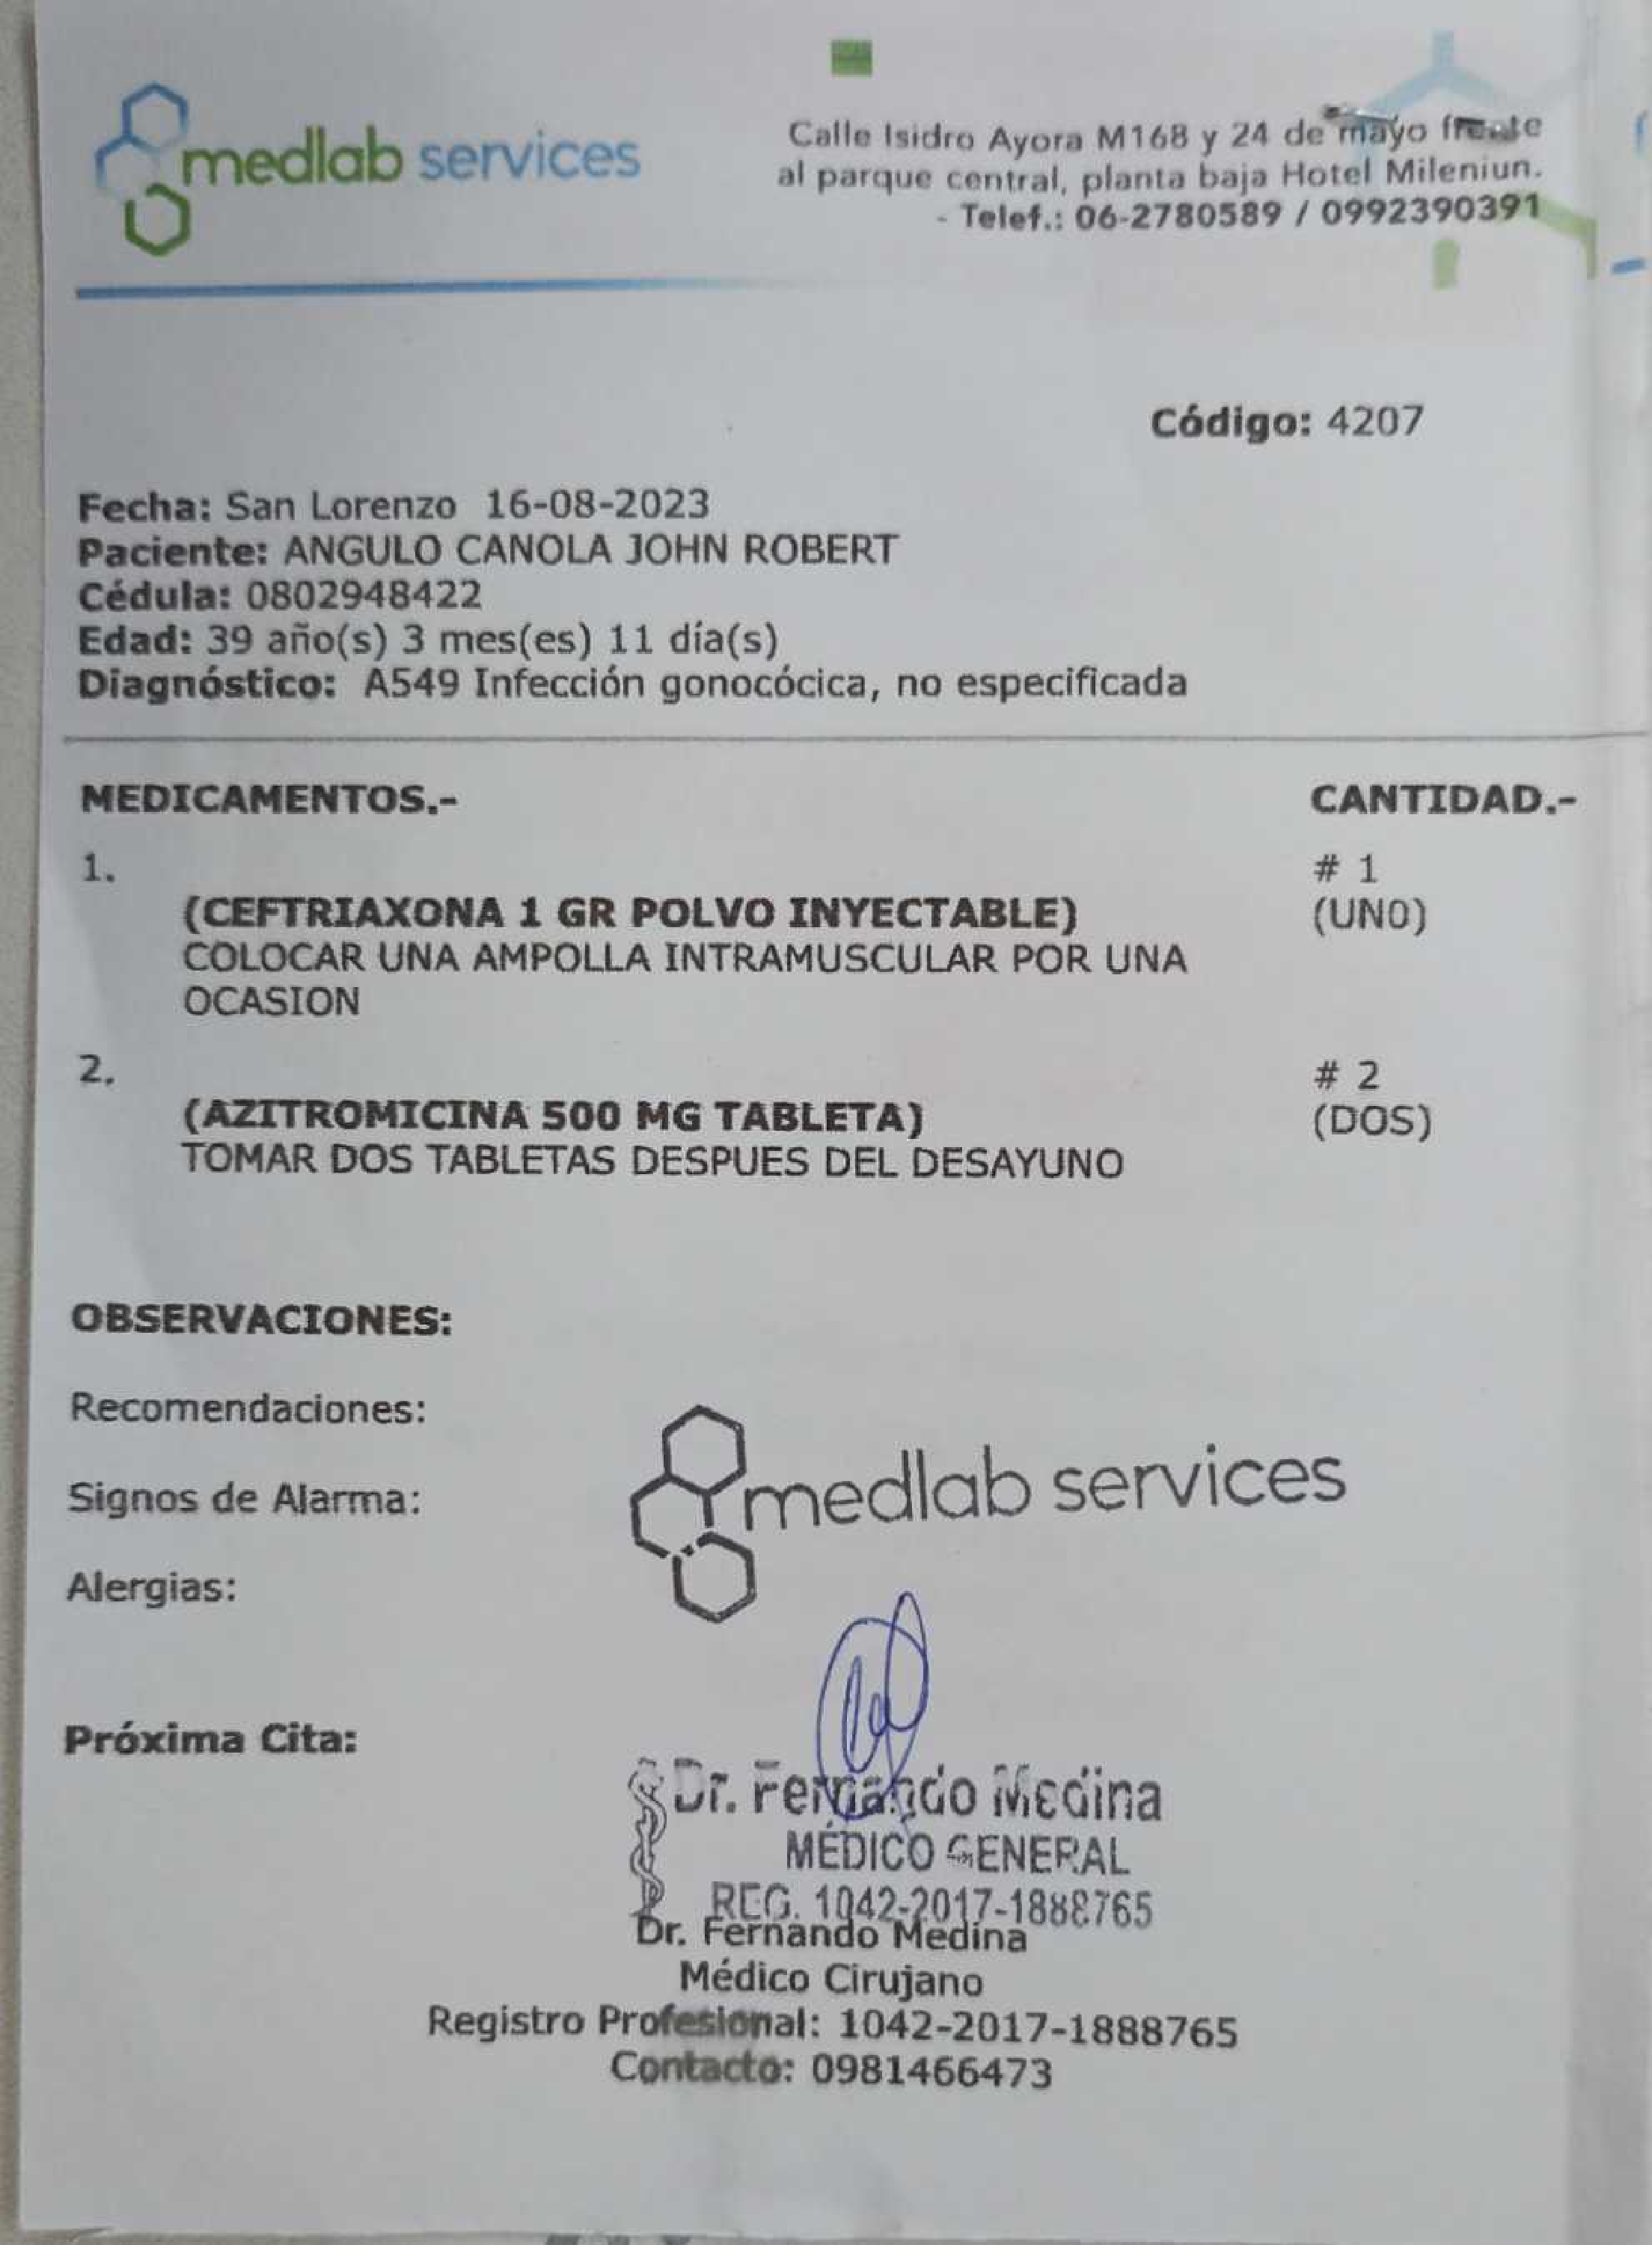 medlab services
Calle Isidro Ayora M168 y 24 de mayo frente
al parque central, planta baja Hotel Mileniun.
- Telef.: 06-2780589 / 0992390391
Código: 4207
Fecha: San Lorenzo 16-08-2023
Paciente: ANGULO CANOLA JOHN ROBERT
Cédula: 0802948422
Edad: 39 año(s) 3 mes(es) 11 día(s)
Diagnóstico: A549 Infección gonocócica, no especificada
MEDICAMENTOS.- CANTIDAD.-
1. # 1
(CEFTRIAXONA 1 GR POLVO INYECTABLE) (UNO)
COLOCAR UNA AMPOLLA INTRAMUSCULAR POR UNA
OCASION
2. # 2
(AZITROMICINA 500 MG TABLETA) (DOS)
TOMAR DOS TABLETAS DESPUES DEL DESAYUNO
OBSERVACIONES:
Recomendaciones:
medlab services
Signos de Alarma:
Alergias:
Próxima Cita:
Dr. Fernando Medina
MÉDICO GENERAL
REG. 1042-2017-1888765
Dr. Fernando Medina
Médico Cirujano
Registro Profesional: 1042-2017-1888765
Contacto: 0981466473